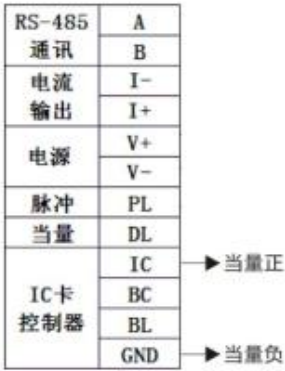 RS-485 A
通讯 B
电流 I-
输出 I+
电源 V+
V-
脉冲 PL
当量 DL
IC 当量正
IC卡 BC
控制器 BL
GND 当量负